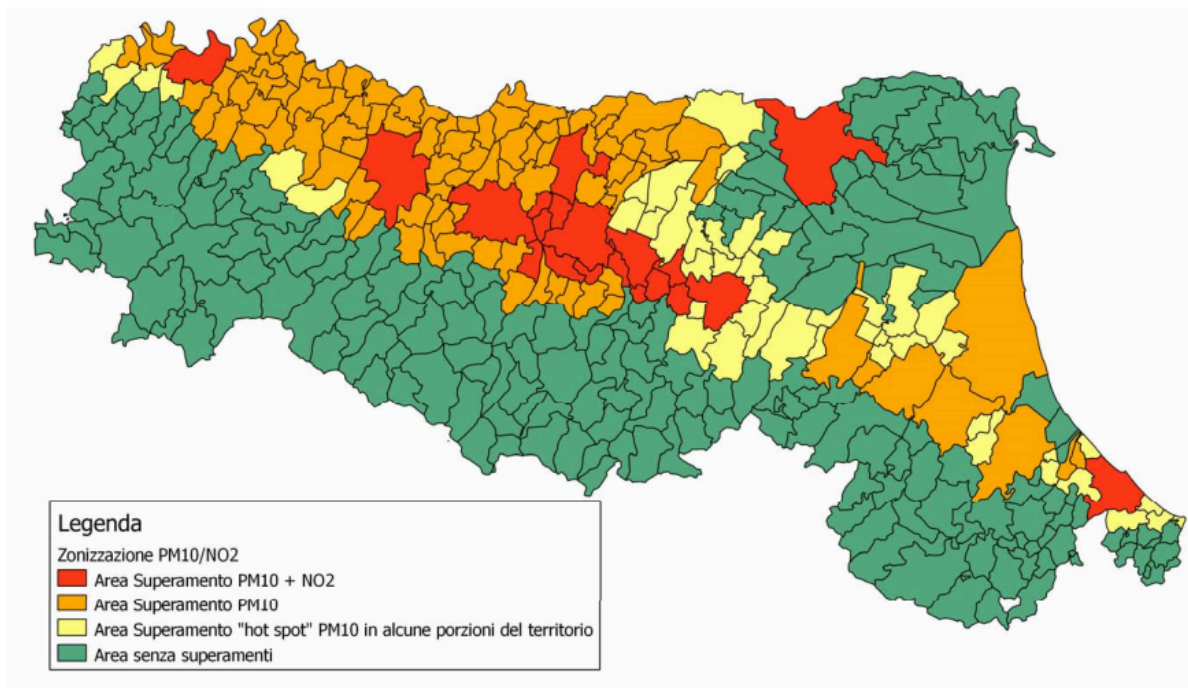 Legenda
Zonizzazione PM10/NO2
Area Superamento PM10 + NO2
Area Superamento PM10
Area Superamento "hot spot" PM10 in alcune porzioni del territorio
Area senza superamenti